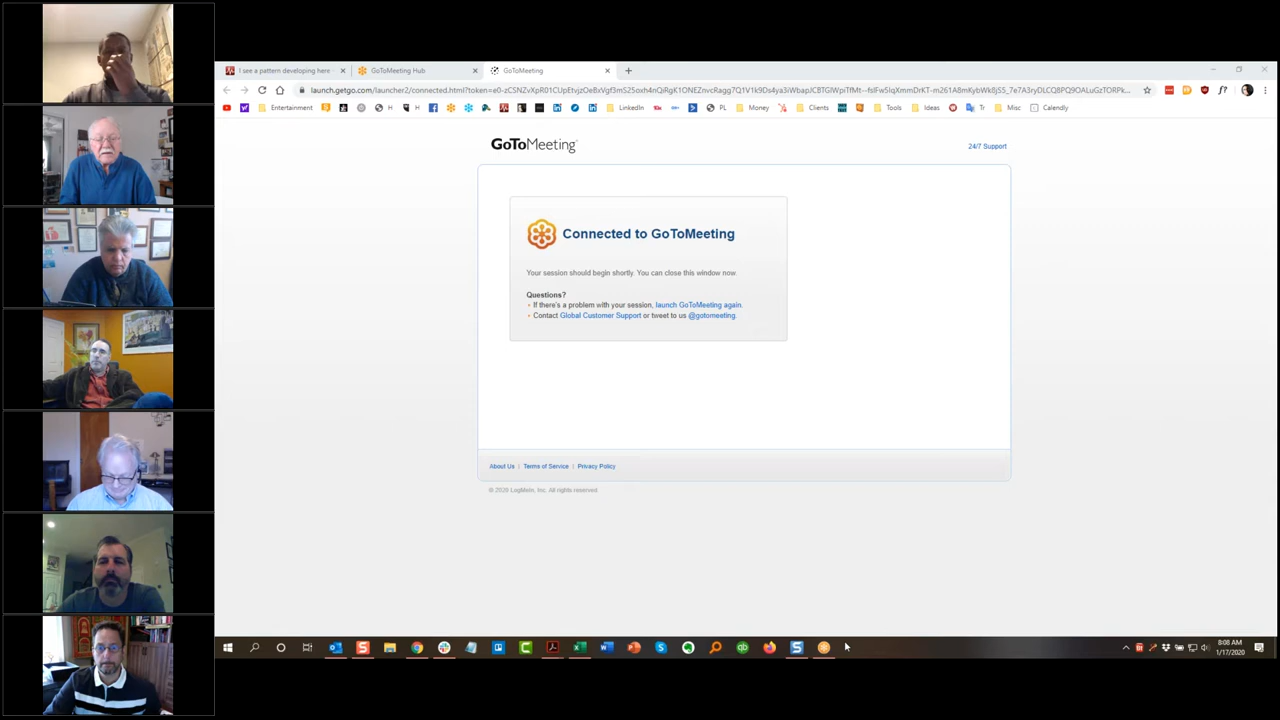 I see a pattern developing here
GoToMeeting Hub
GoToMeeting
Entertainment
H
H
LinkedIn
PL
Money
Clients
Tools
Ideas
Tr
Misc
Calendly
GoToMeeting
24/7 Support
Connected to GoToMeeting
Your session should begin shortly. You can close this window now.
Questions?
If there's a problem with your session, launch GoToMeeting again.
Contact Global Customer Support or tweet to us @gotomeeting.
About Us | Terms of Service | Privacy Policy
© 2020 LogMeIn, Inc. All rights reserved.
8:08 AM
1/17/2020